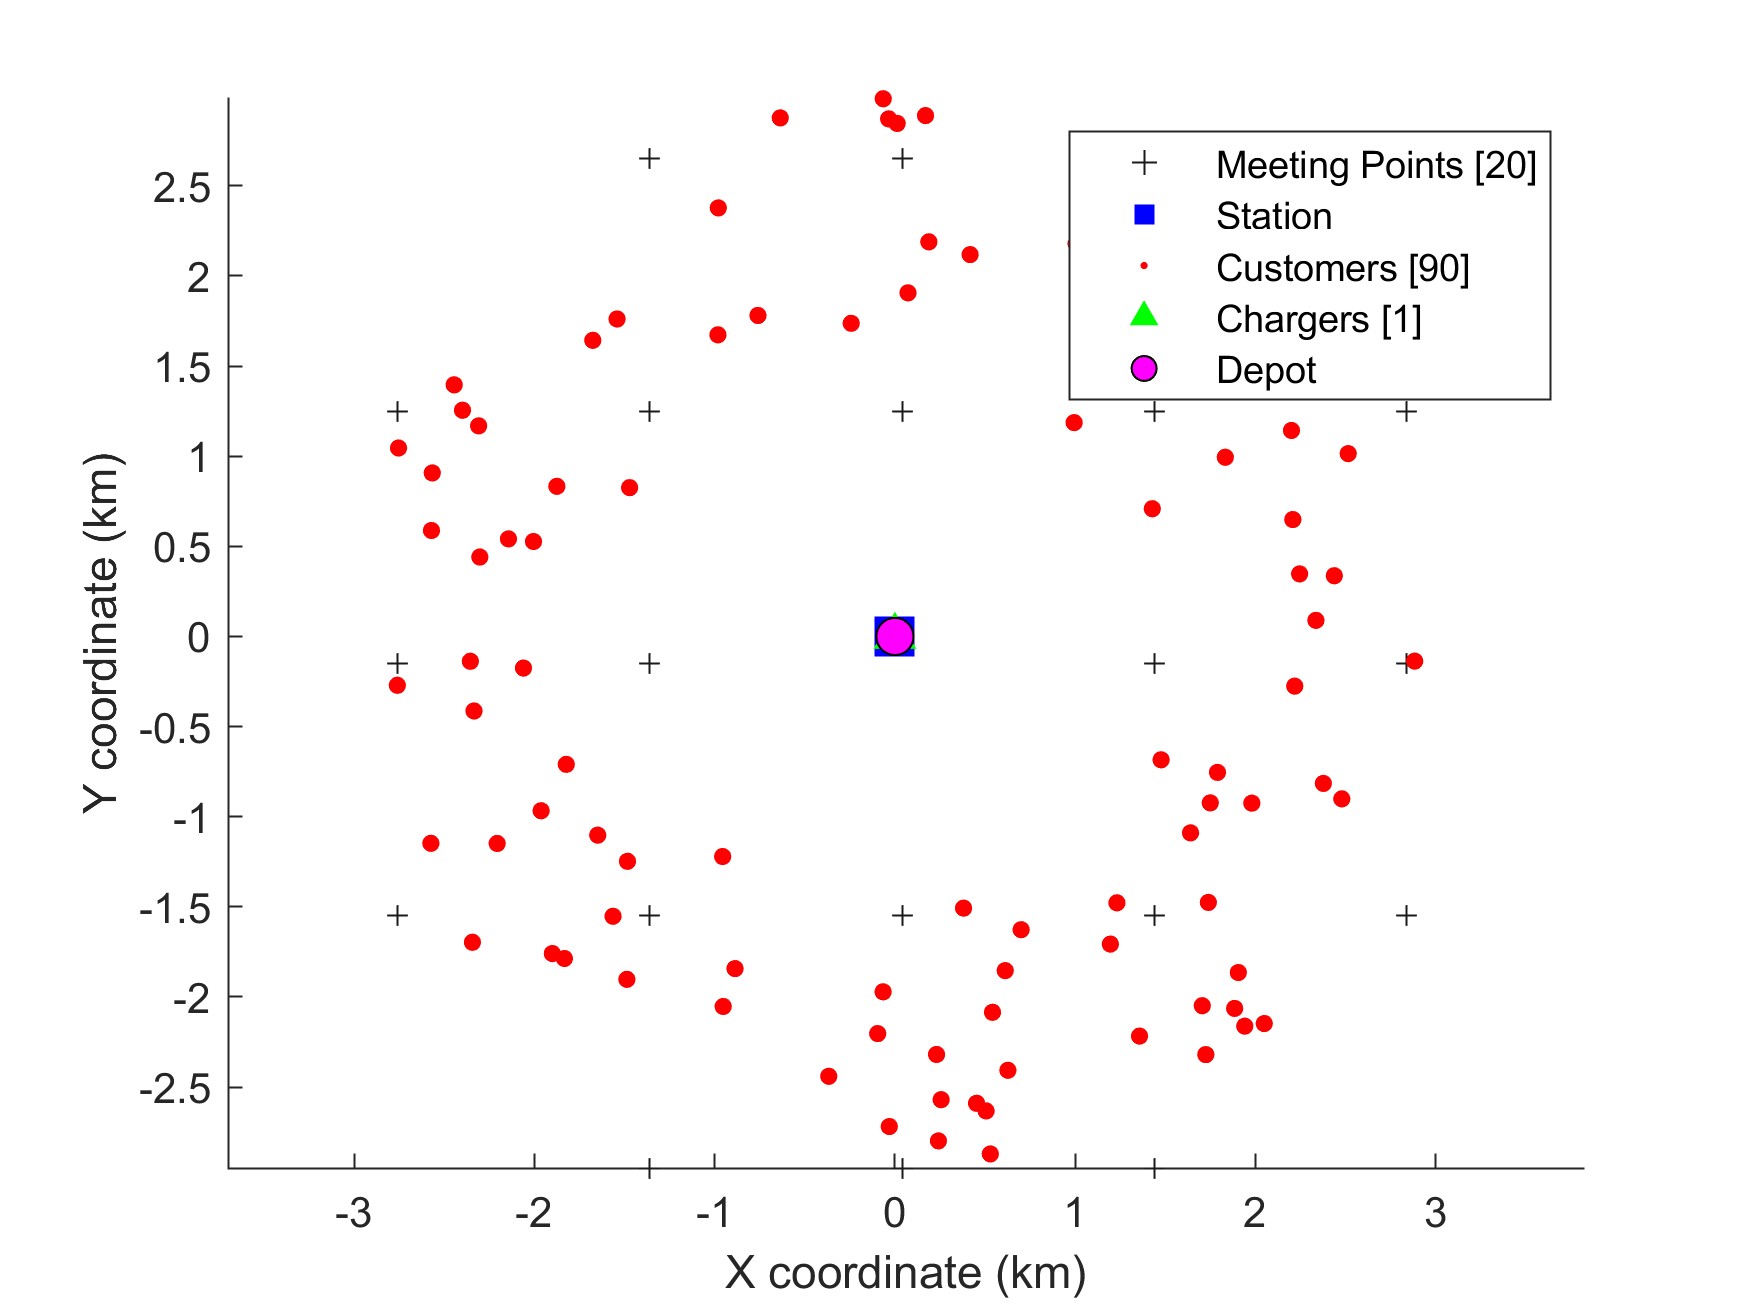 Meeting Points [20]
Station
Customers [90]
Chargers [1]
Depot
2.5
2
1.5
1
0.5
0
-0.5
-1
-1.5
-2
-2.5
Y coordinate (km)
-3 -2 -1 0 1 2 3
X coordinate (km)